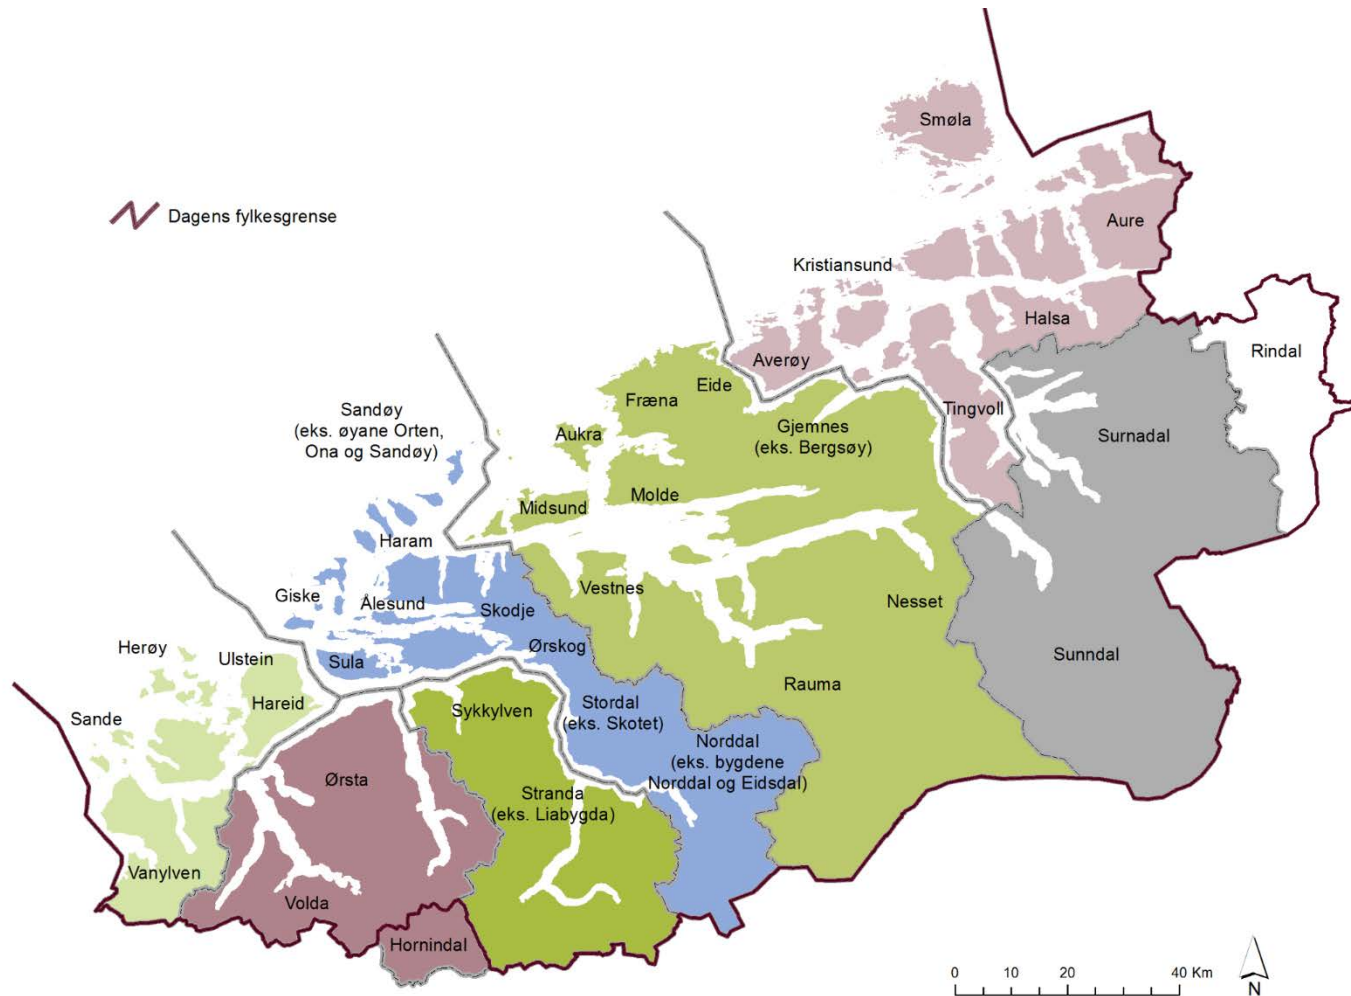 Smøla
Dagens fylkesgrense
Aure
Kristiansund
Halsa
Rindal
Averøy
Eide
Fræna
Tingvoll
Sandøy
(eks. øyane Orten,
Ona og Sandøy)
Aukra
Gjemnes
(eks. Bergsøy)
Surnadal
Midsund
Molde
Haram
Giske
Ålesund
Skodje
Vestnes
Nesset
Herøy
Ulstein
Sula
Ørskog
Sunndal
Hareid
Rauma
Sande
Sykkylven
Stordal
(eks. Skotet)
Norddal
(eks. bygdene
Norddal og Eidsdal)
Ørsta
Stranda
(eks. Liabygda)
Vanylven
Volda
Hornindal
0 10 20 40 Km
N